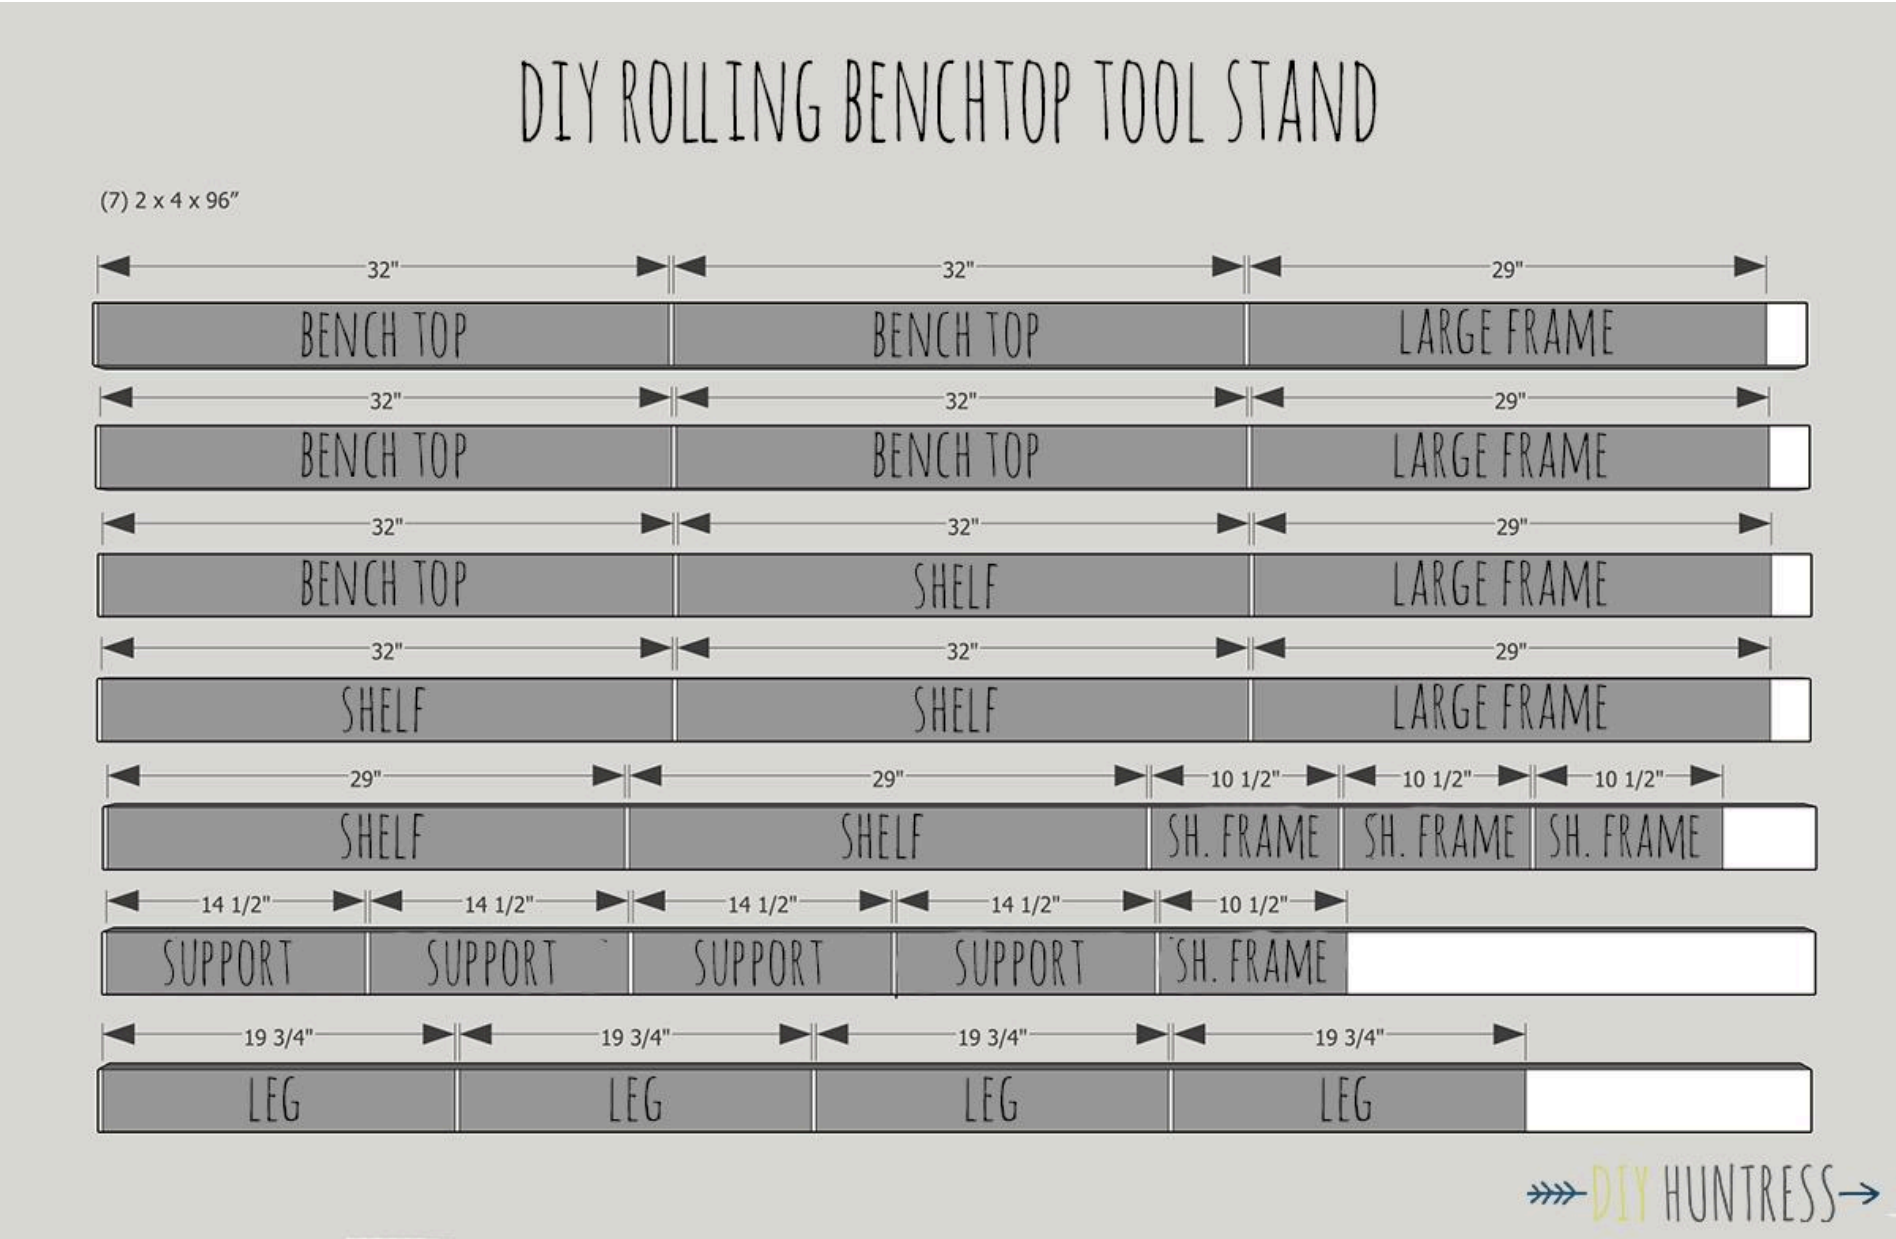 DIY ROLLING BENCHTOP TOOL STAND
(7) 2 x 4 x 96"
32" 32" 29"
BENCH TOP BENCH TOP LARGE FRAME
32" 32" 29"
BENCH TOP BENCH TOP LARGE FRAME
32" 32" 29"
BENCH TOP SHELF LARGE FRAME
32" 32" 29"
SHELF SHELF LARGE FRAME
29" 29" 10 1/2" 10 1/2" 10 1/2"
SHELF SHELF SH. FRAME SH. FRAME SH. FRAME
14 1/2" 14 1/2" 14 1/2" 14 1/2" 10 1/2"
SUPPORT SUPPORT SUPPORT SUPPORT SH. FRAME
19 3/4" 19 3/4" 19 3/4" 19 3/4"
LEG LEG LEG LEG
DIY HUNTRESS